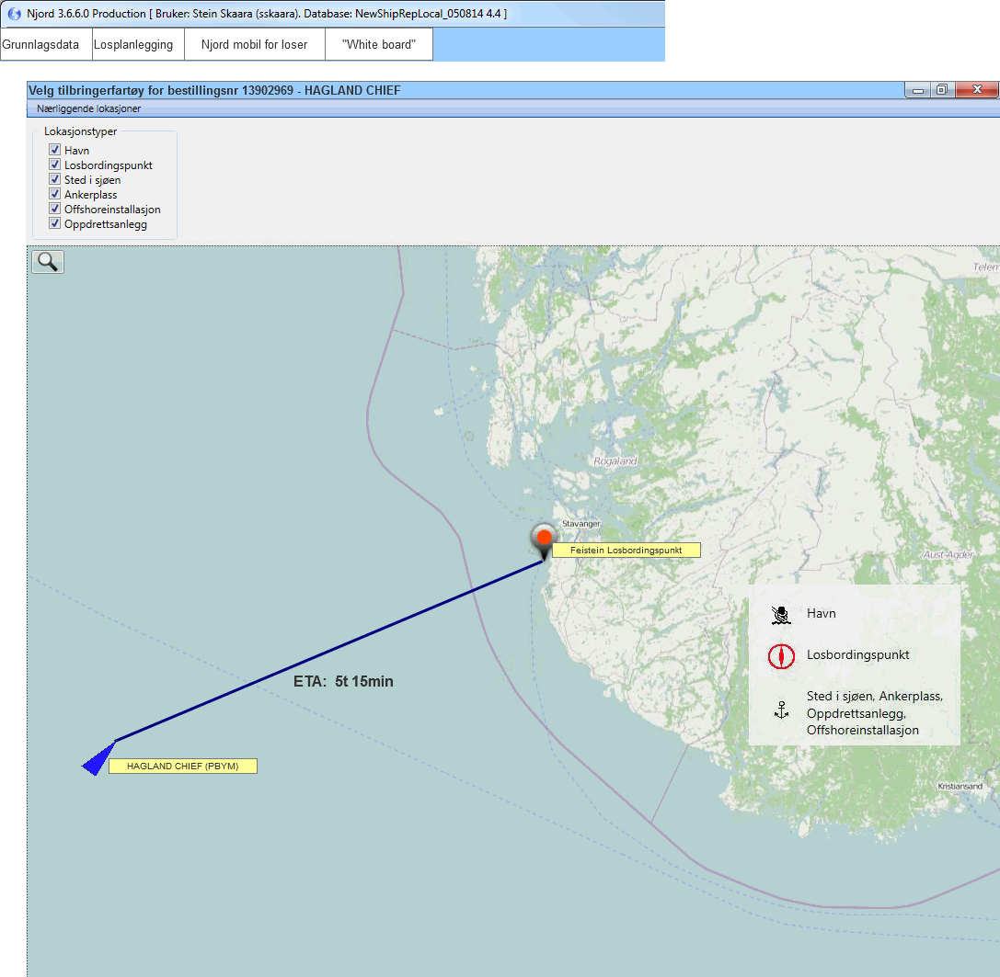 Njord 3.6.6.0 Production [ Bruker: Stein Skaara (sskaara). Database: NewShipRepLocal_050814 4.4 ]
Grunnlagsdata Losplanlegging Njord mobil for loser "White board"
Velg tilbringerfartøy for bestillingsnr 13902969 - HAGLAND CHIEF
Nærliggende lokasjoner
Lokasjonstyper
Havn
Losbordingspunkt
Sted i sjøen
Ankerplass
Offshoreinstallasjon
Oppdrettsanlegg
Telem
Rogaland
Stavanger
Feistein Losbordingspunkt
Aust-Agder
Havn
Losbordingspunkt
Sted i sjøen, Ankerplass,
Oppdrettsanlegg,
Offshoreinstallasjon
ETA: 5t 15min
HAGLAND CHIEF (PBYM)
Kristiansand